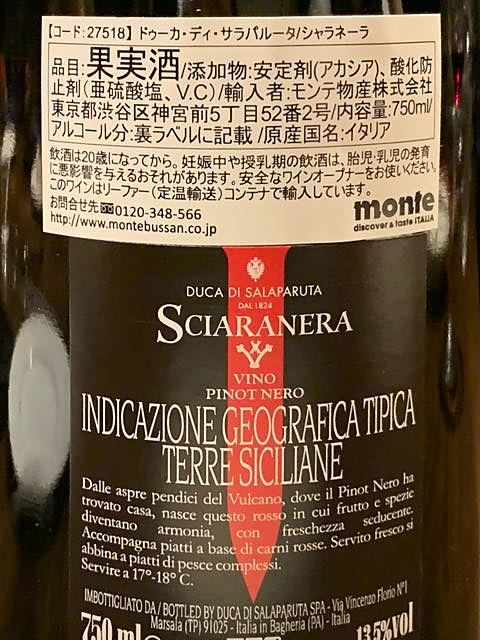 【コード：27518】 ドゥーカ・ディ・サラパルータ/シャラネーラ
品目:果実酒/添加物:安定剤(アカシア)、酸化防
止剤(亜硫酸塩、V.C)/輸入者:モンテ物産株式会社
東京都渋谷区神宮前5丁目52番2号/内容量:750ml/
アルコール分:裏ラベルに記載/原産国名:イタリア
飲酒は20歳になってから。妊娠中や授乳期の飲酒は、胎児・乳児の発育
に悪影響を与えるおそれがあります。安全なワインオープナーをお使いください。
このワインはリーファー(定温輸送)コンテナで輸入しています。
お問合せ先 0120-348-566
http://www.montebussan.co.jp
monte
discover & taste ITALIA
DUCA DI SALAPARUTA
DAL 1824
SCIARANERA
VINO
PINOT NERO
INDICAZIONE GEOGRAFICA TIPICA
TERRE SICILIANE
Dalle aspre pendici del Vulcano, dove il Pinot Nero ha
trovato casa, nasce questo rosso in cui frutto e spezie
diventano armonia, con freschezza seducente.
Accompagna piatti a base di carni rosse. Servito fresco si
abbina a piatti di pesce complessi.
Servire a 17°-18° C.
IMBOTTIGLIATO DA / BOTTLED BY DUCA DI SALAPARUTA SPA - Via Vincenzo Florio N°1
Marsala (TP) 91025 - Italia in Bagheria (PA) - Italia
750 ml 13,5%vol